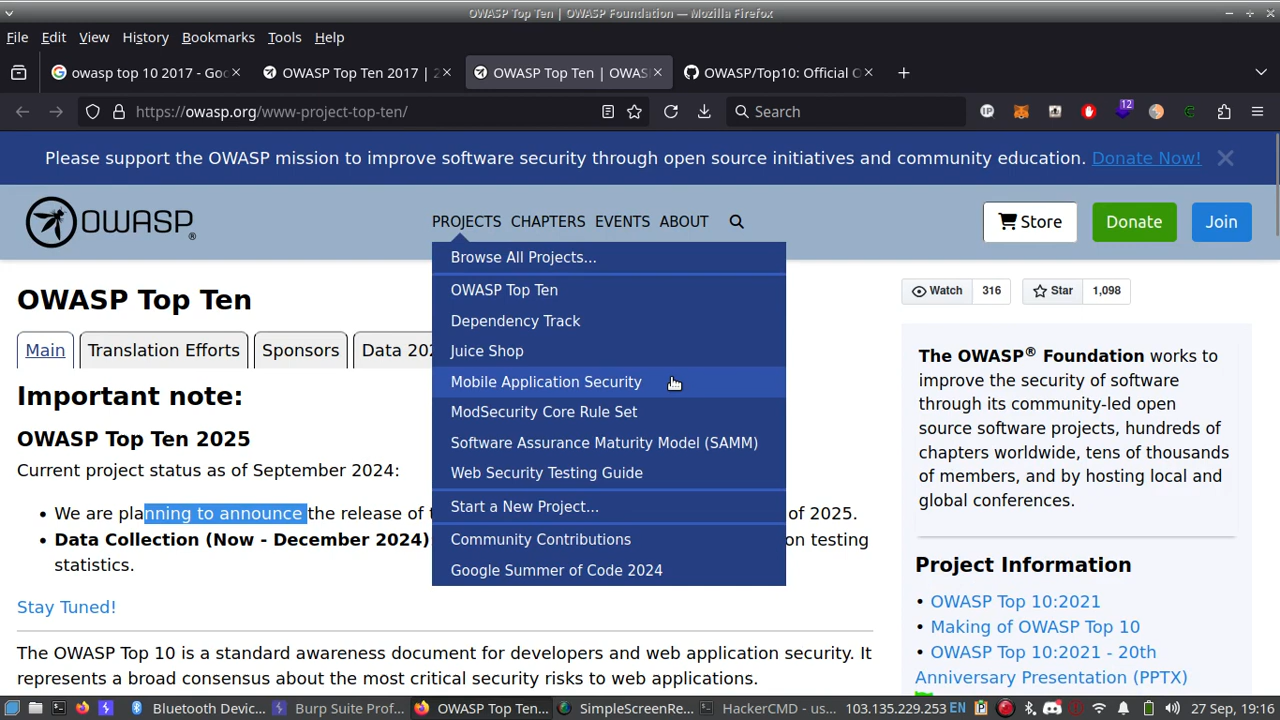 OWASP Top Ten | OWASP Foundation — Mozilla Firefox
File Edit View History Bookmarks Tools Help
owasp top 10 2017 - Goo
OWASP Top Ten 2017 | 2
OWASP Top Ten | OWAS
OWASP/Top10: Official O
https://owasp.org/www-project-top-ten/
Search
12
Please support the OWASP mission to improve software security through open source initiatives and community education. Donate Now!
OWASP®
PROJECTS CHAPTERS EVENTS ABOUT
Store
Donate
Join
Browse All Projects...
OWASP Top Ten
Dependency Track
Juice Shop
Mobile Application Security
ModSecurity Core Rule Set
Software Assurance Maturity Model (SAMM)
Web Security Testing Guide
Start a New Project...
Community Contributions
Google Summer of Code 2024
OWASP Top Ten
Main
Translation Efforts
Sponsors
Data 202
Important note:
OWASP Top Ten 2025
Current project status as of September 2024:
• We are planning to announce the release of t of 2025.
• Data Collection (Now - December 2024) on testing
statistics.
Stay Tuned!
The OWASP Top 10 is a standard awareness document for developers and web application security. It
represents a broad consensus about the most critical security risks to web applications.
Watch 316
Star 1,098
The OWASP® Foundation works to
improve the security of software
through its community-led open
source software projects, hundreds of
chapters worldwide, tens of thousands
of members, and by hosting local and
global conferences.
Project Information
• OWASP Top 10:2021
• Making of OWASP Top 10
• OWASP Top 10:2021 - 20th
Anniversary Presentation (PPTX)
Bluetooth Devic...
Burp Suite Prof...
OWASP Top Ten...
SimpleScreenRe...
HackerCMD - us...
103.135.229.253
EN
27 Sep, 19:16